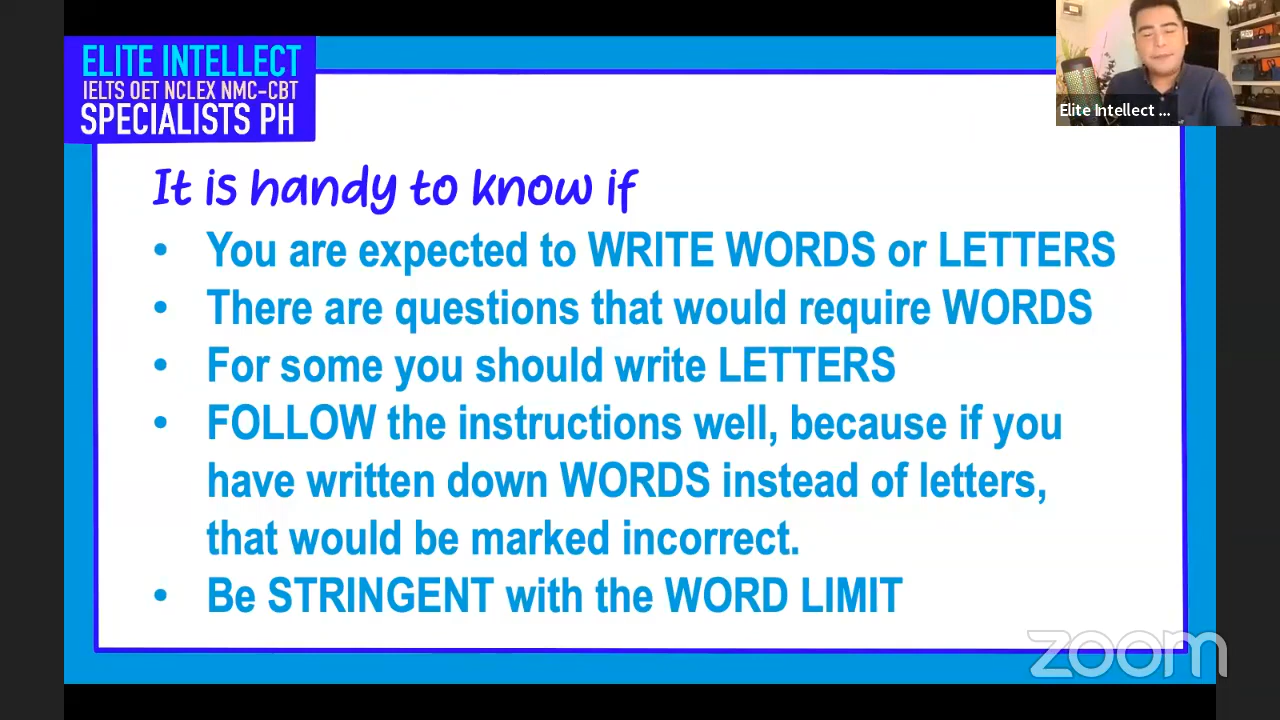 ELITE INTELLECT
IELTS OET NCLEX NMC-CBT
SPECIALISTS PH
Elite Intellect ...
It is handy to know if
• You are expected to WRITE WORDS or LETTERS
• There are questions that would require WORDS
• For some you should write LETTERS
• FOLLOW the instructions well, because if you
have written down WORDS instead of letters,
that would be marked incorrect.
• Be STRINGENT with the WORD LIMIT
zoom